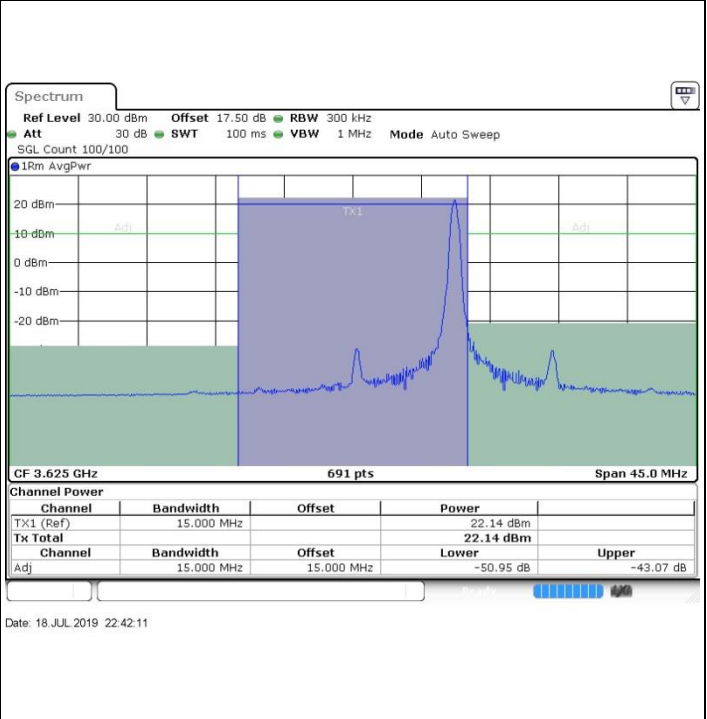 Spectrum
Ref Level 30.00 dBm Offset 17.50 dB RBW 300 kHz
Att 30 dB SWT 100 ms VBW 1 MHz Mode Auto Sweep
SGL Count 100/100
1Rm AvgPwr
20 dBm
TX1
Adj Adj
10 dBm
0 dBm
-10 dBm
-20 dBm
CF 3.625 GHz 691 pts Span 45.0 MHz
Channel Power
Channel Bandwidth Offset Power
TX1 (Ref) 15.000 MHz 22.14 dBm
Tx Total 22.14 dBm
Channel Bandwidth Offset Lower Upper
Adj 15.000 MHz 15.000 MHz -50.95 dB -43.07 dB
Ready
Date: 18.JUL.2019 22:42:11